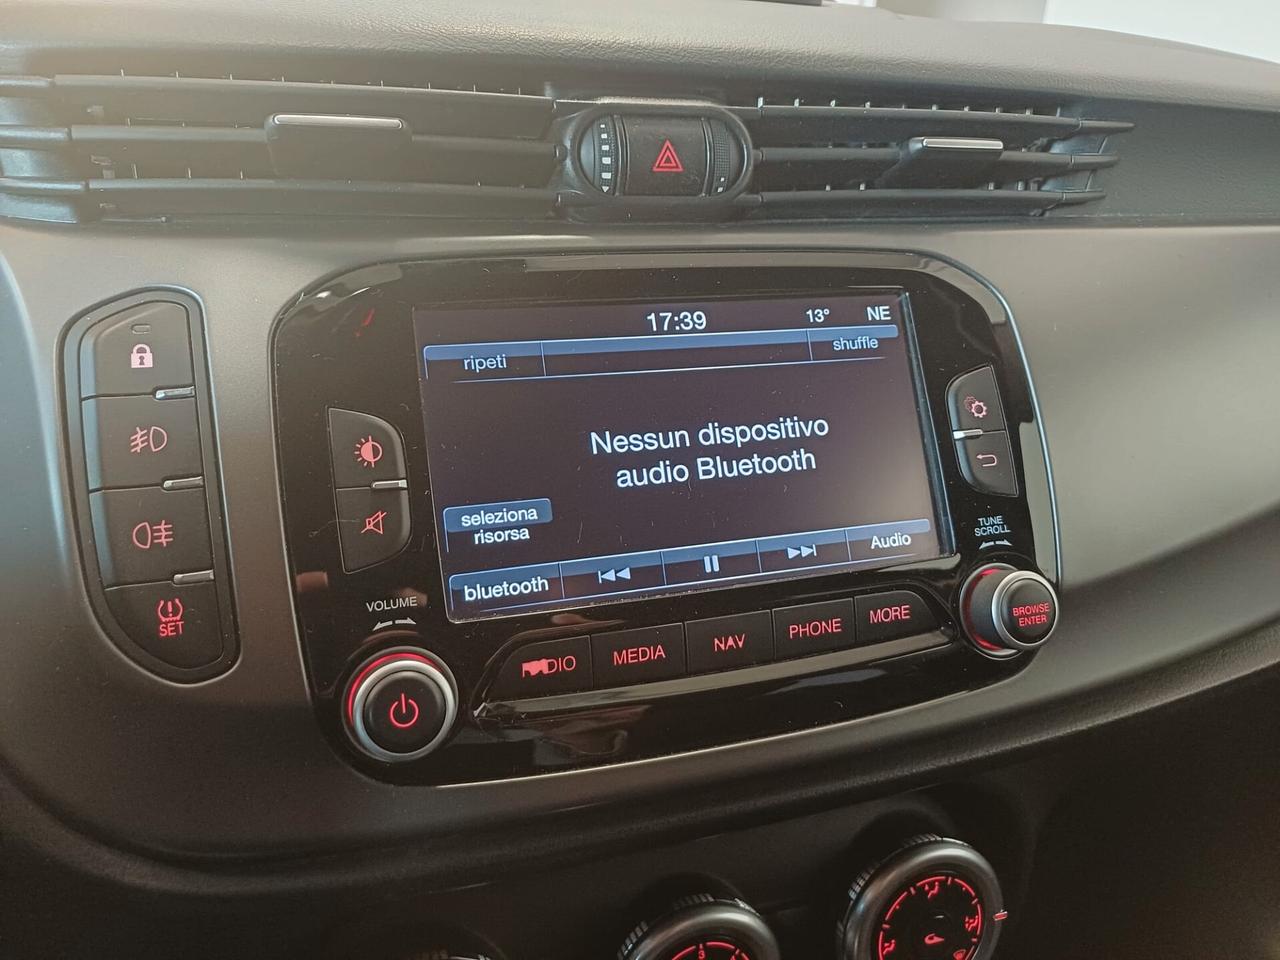 17:39 13° NE
ripeti shuffle
Nessun dispositivo
audio Bluetooth
seleziona
risorsa
bluetooth Audio
SET
VOLUME
TUNE
SCROLL
BROWSE
ENTER
MEDIA NAV PHONE MORE